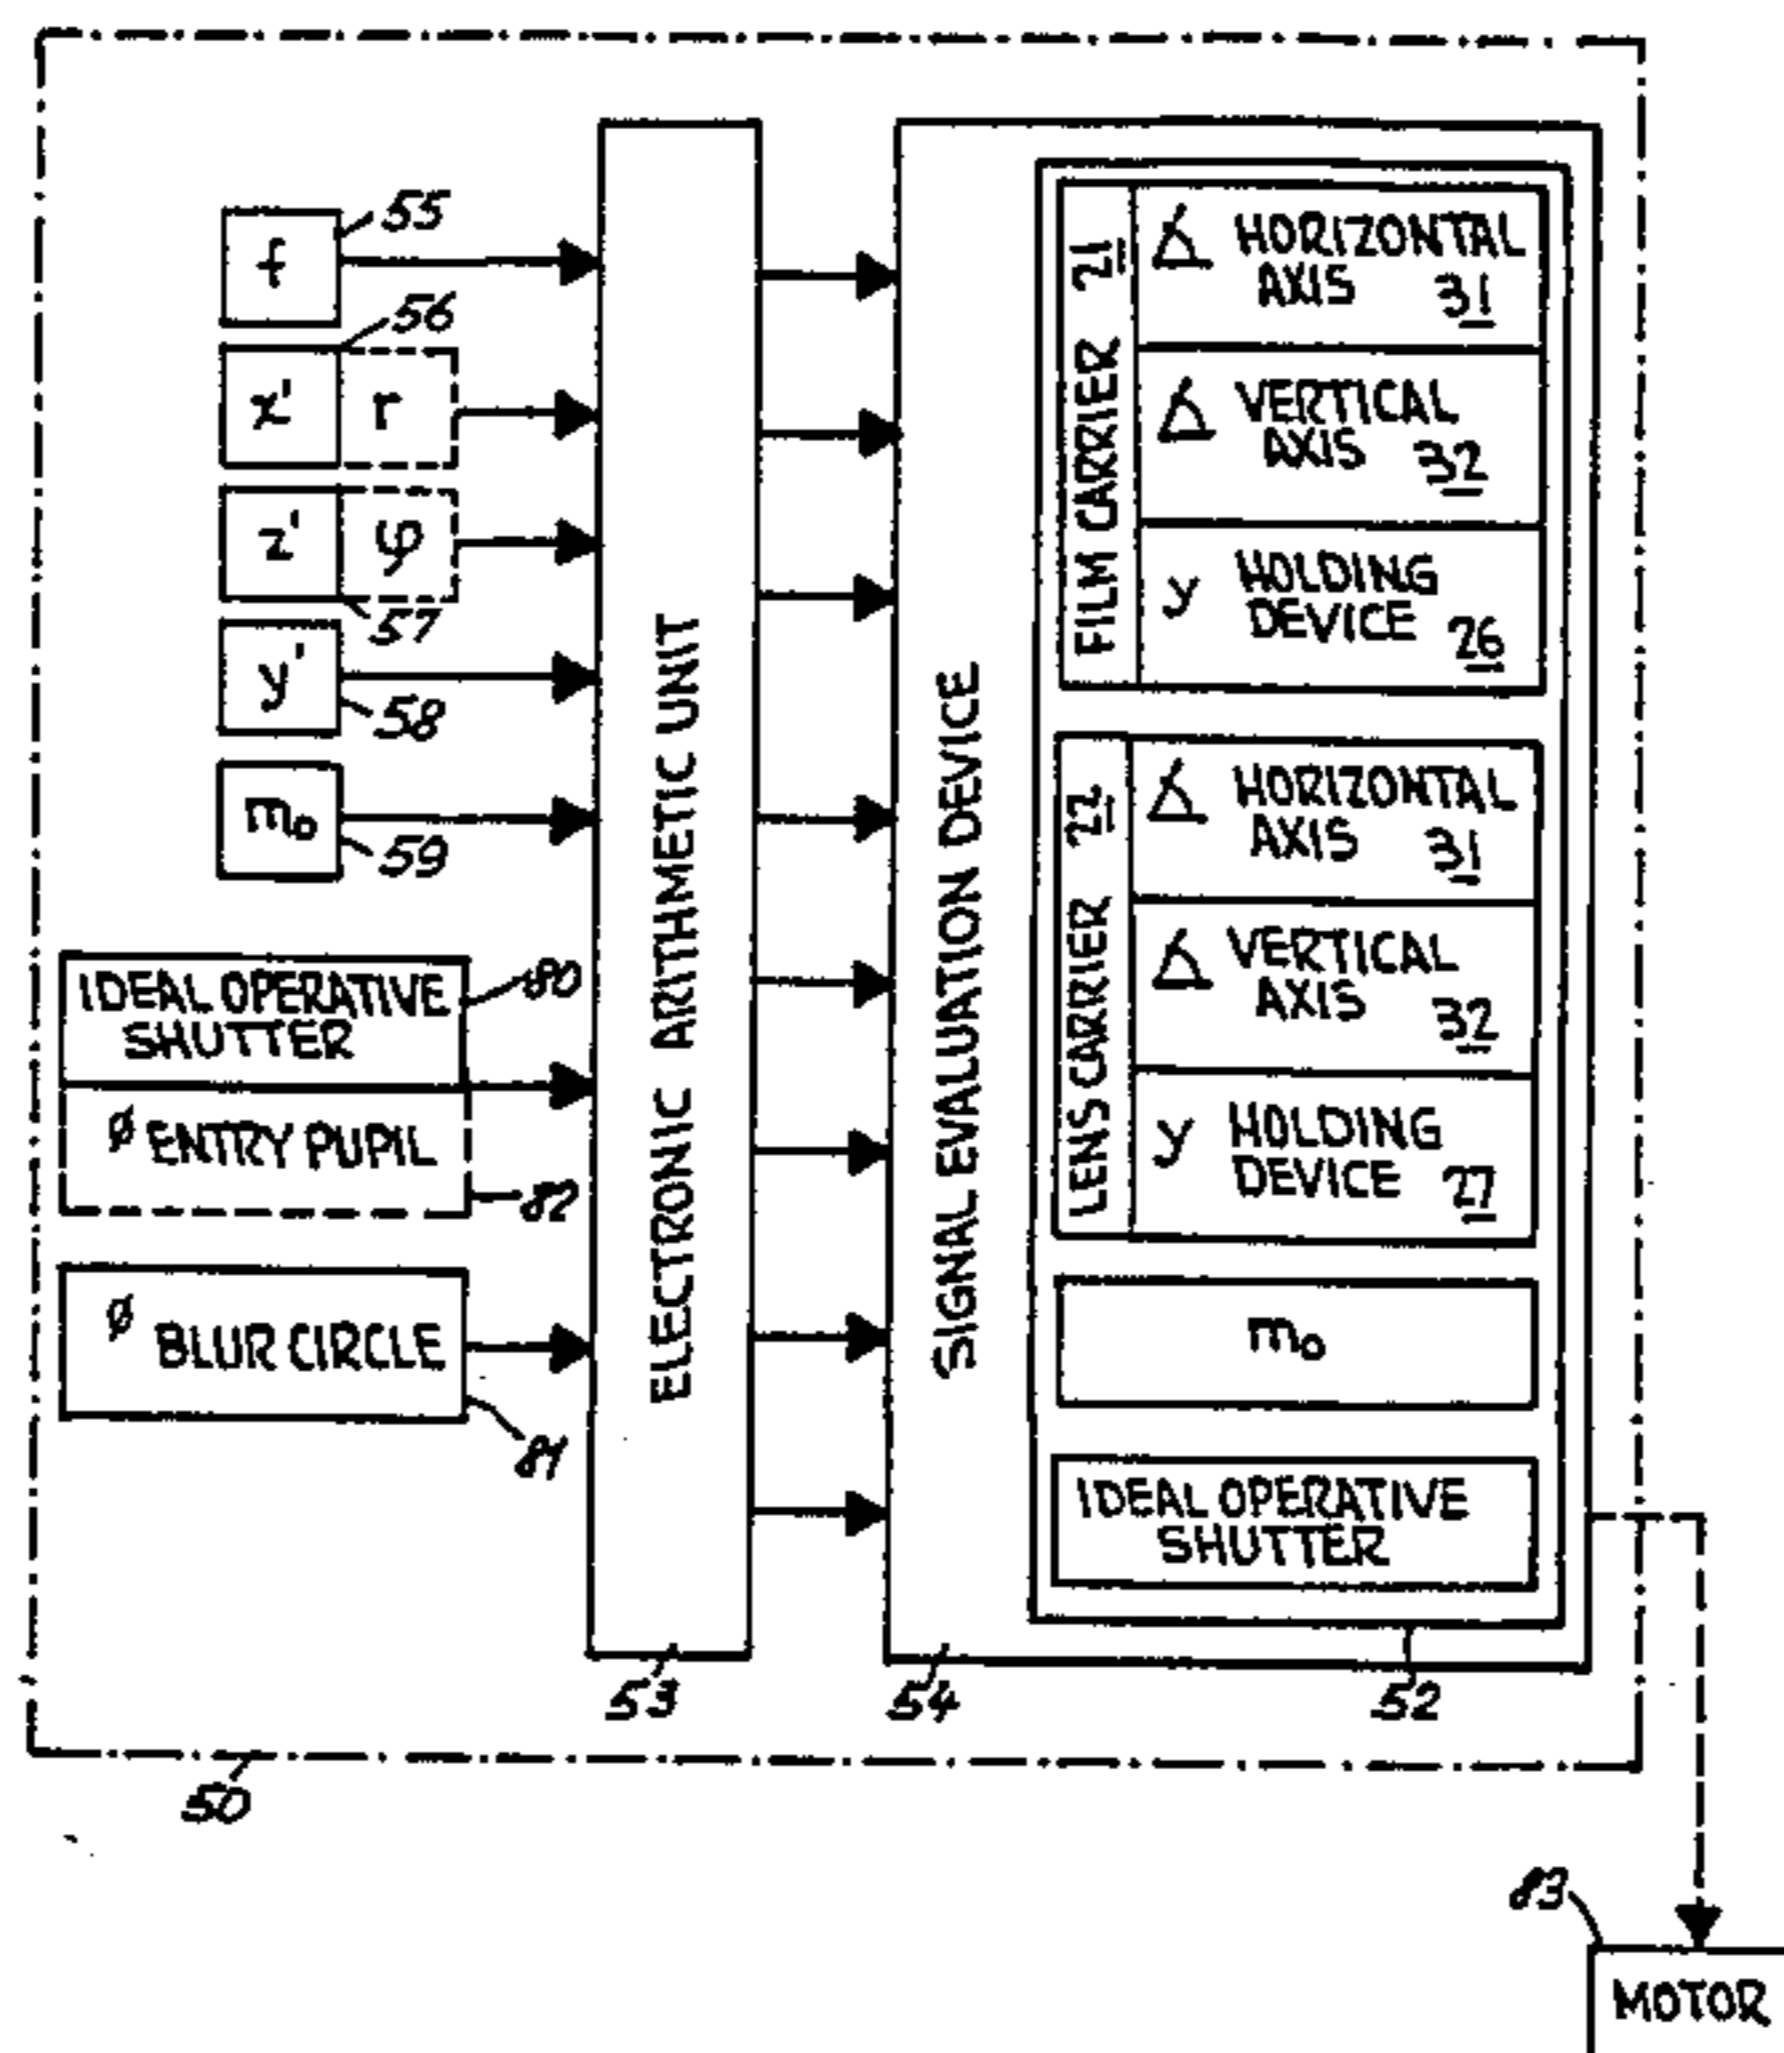 f
55
x'
r
56
z'
φ
57
y'
58
m₀
59
IDEAL OPERATIVE
SHUTTER
80
ø ENTRY PUPIL
82
ø BLUR CIRCLE
81
ELECTRONIC ARITHMETIC UNIT
53
SIGNAL EVALUATION DEVICE
54
FILM CARRIER 21
HORIZONTAL
AXIS 31
VERTICAL
AXIS 32
y HOLDING
DEVICE 26
LENS CARRIER 22
HORIZONTAL
AXIS 31
VERTICAL
AXIS 32
y HOLDING
DEVICE 27
m₀
IDEAL OPERATIVE
SHUTTER
52
50
83
MOTOR